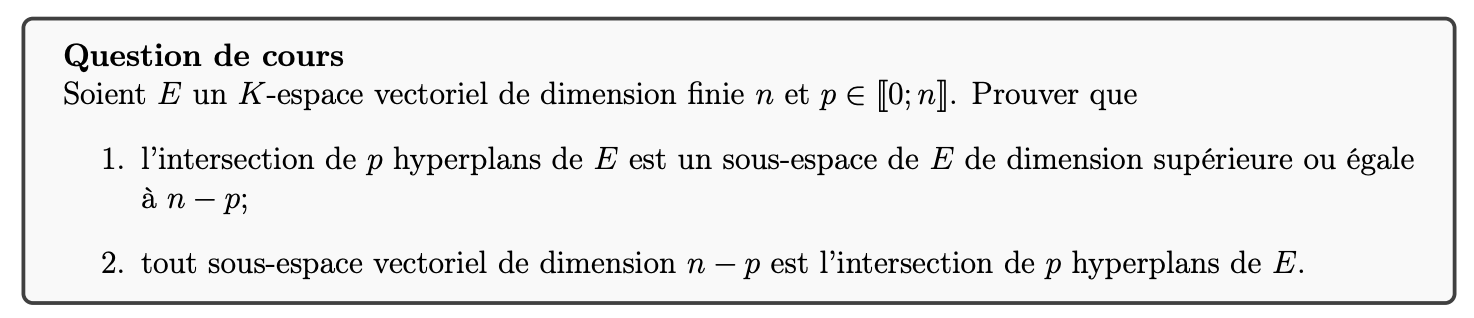 Question de cours
Soient E un K-espace vectoriel de dimension finie n et p ∈ ⟦0; n⟧. Prouver que
1. l'intersection de p hyperplans de E est un sous-espace de E de dimension supérieure ou égale
à n − p;
2. tout sous-espace vectoriel de dimension n − p est l'intersection de p hyperplans de E.